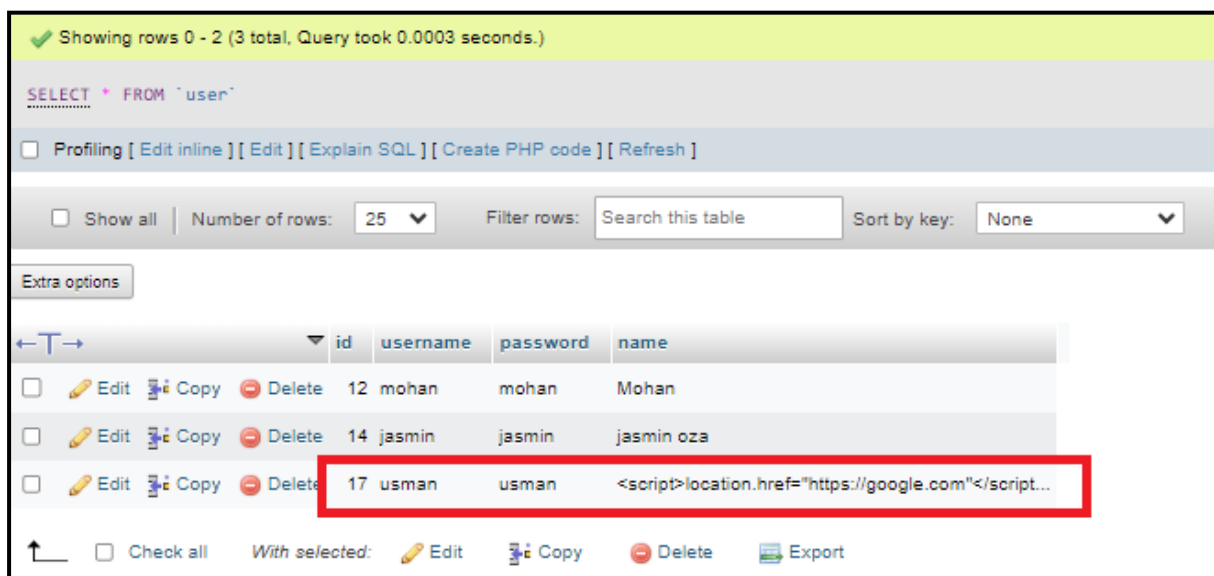 Showing rows 0 - 2 (3 total, Query took 0.0003 seconds.)
SELECT * FROM `user`
Profiling [ Edit inline ] [ Edit ] [ Explain SQL ] [ Create PHP code ] [ Refresh ]
Show all Number of rows: 25 Filter rows: Search this table Sort by key: None
Extra options
←T→ id username password name
Edit Copy Delete 12 mohan mohan Mohan
Edit Copy Delete 14 jasmin jasmin jasmin oza
Edit Copy Delete 17 usman usman <script>location.href="https://google.com"</script...
Check all With selected: Edit Copy Delete Export